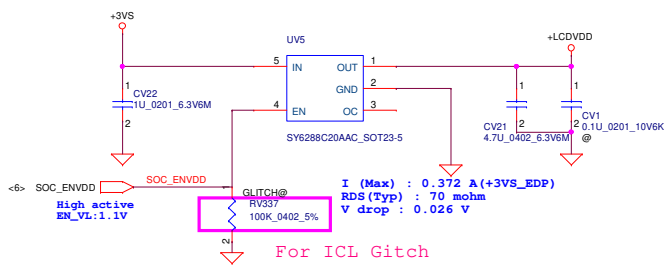 +3VS
UV5
+LCDVDD
5
IN
OUT
1
1
CV22
1U_0201_6.3V6M
2
GND
2
4
EN
OC
3
SY6288C20AAC_SOT23-5
1
2
CV21
4.7U_0402_6.3V6M
1
2
CV1
0.1U_0201_10V6K
@
<6>
SOC_ENVDD
SOC_ENVDD
High active
EN_VL:1.1V
1
GLITCH@
RV337
100K_0402_5%
2
I (Max) : 0.372 A(+3VS_EDP)
RDS(Typ) : 70 mohm
V drop : 0.026 V
For ICL Gitch